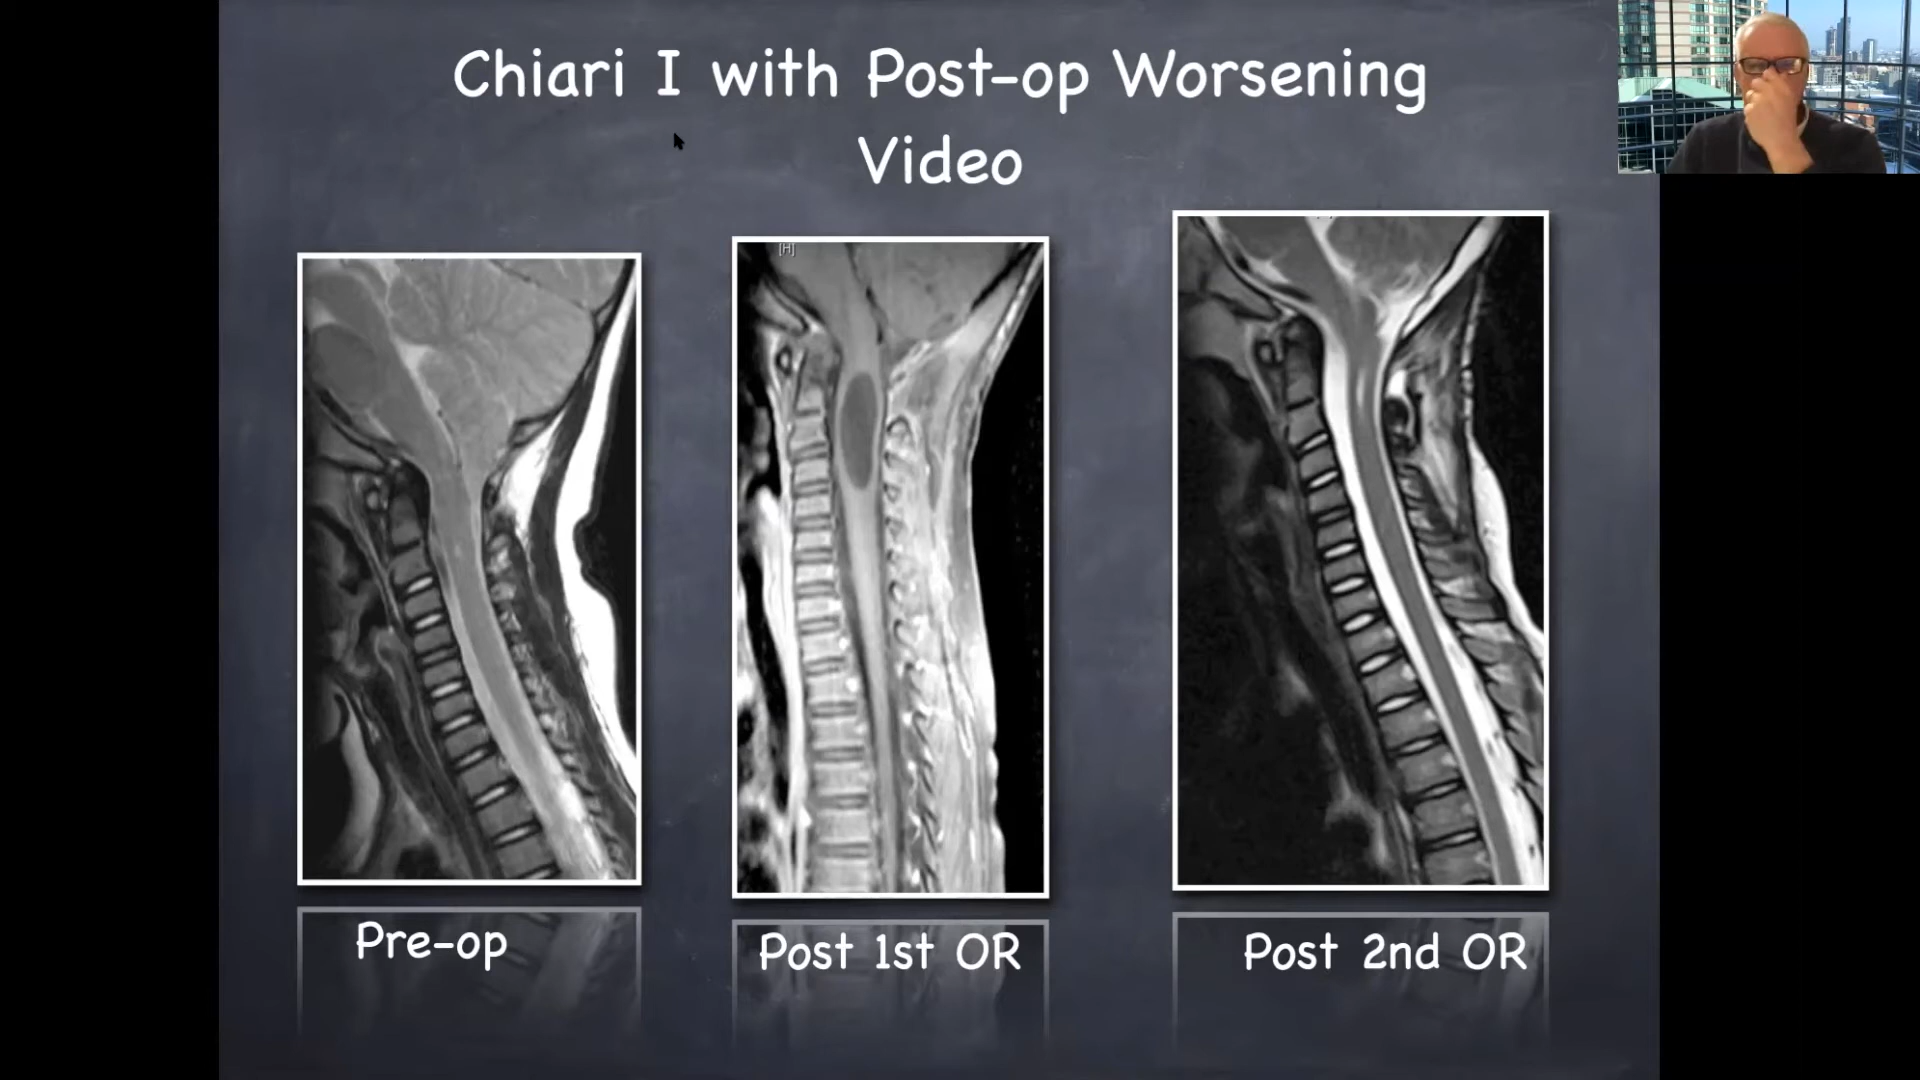 Chiari I with Post-op Worsening
Video
[H]
Pre-op
Post 1st OR
Post 2nd OR